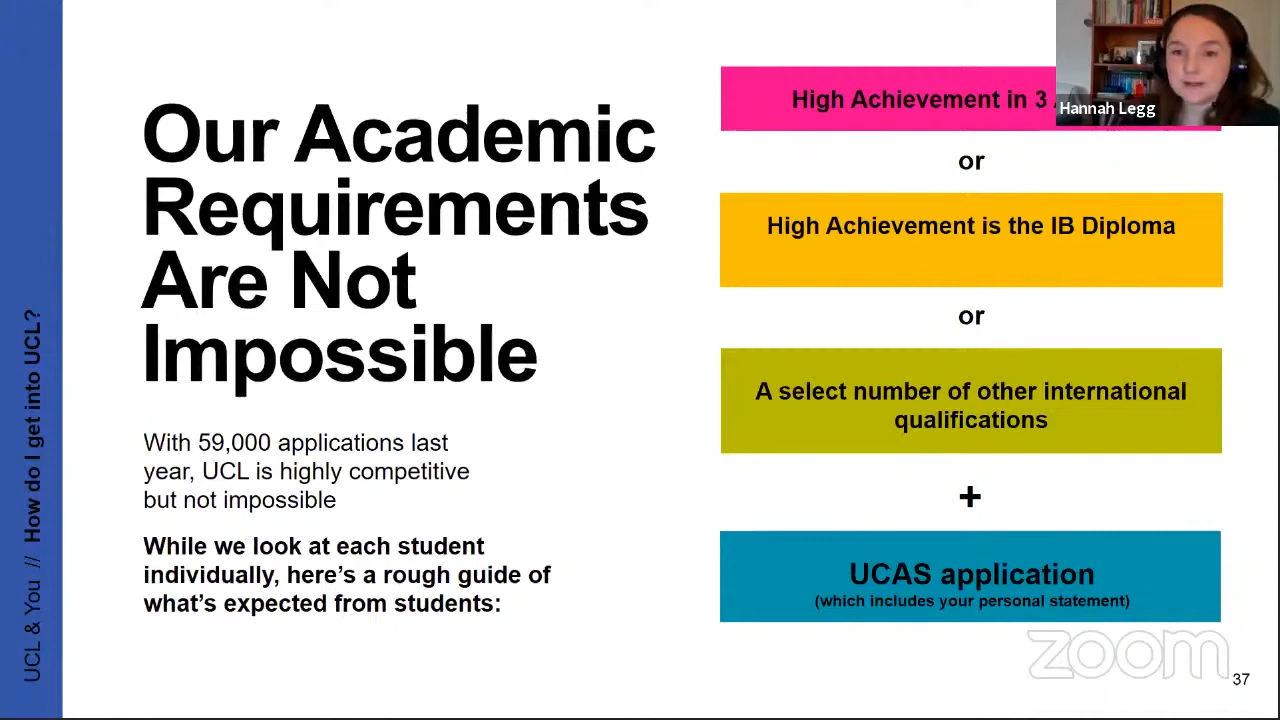 Our Academic
Requirements
Are Not
Impossible
With 59,000 applications last
year, UCL is highly competitive
but not impossible
While we look at each student
individually, here's a rough guide of
what's expected from students:
High Achievement in 3
or
High Achievement is the IB Diploma
or
A select number of other international
qualifications
+
UCAS application
(which includes your personal statement)
UCL & You // How do I get into UCL?
Hannah Legg
zoom
37